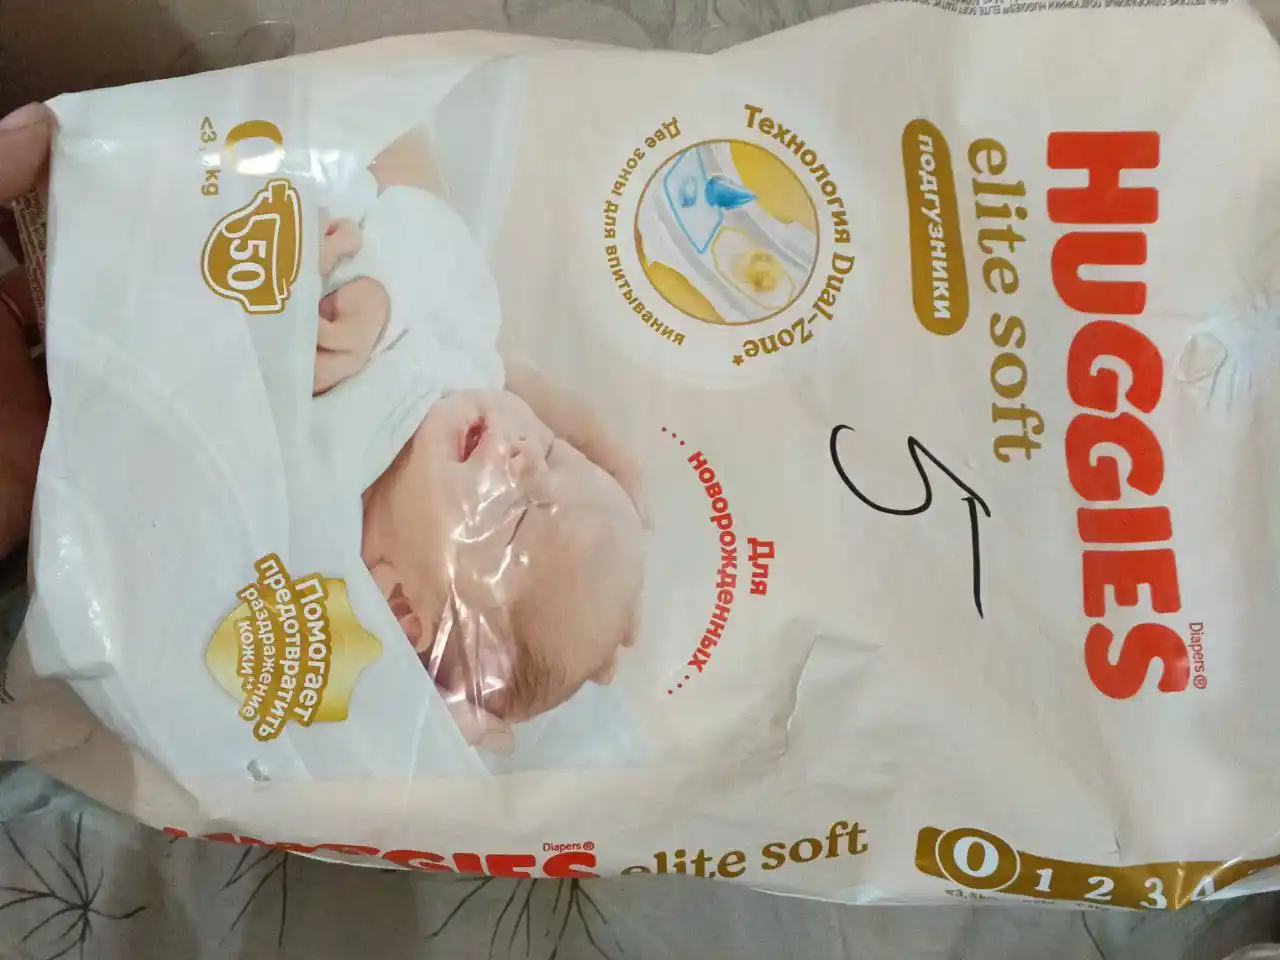 HUGGIES
Diapers®
elite soft
подгузники
5
Технология Dual-Zone*
Две зоны для впитывания
Для
... новорожденных ...
50
Помогает
предотвратить
раздражение
кожи**
Diapers®
HUGGIES elite soft
0 1 2 3 4